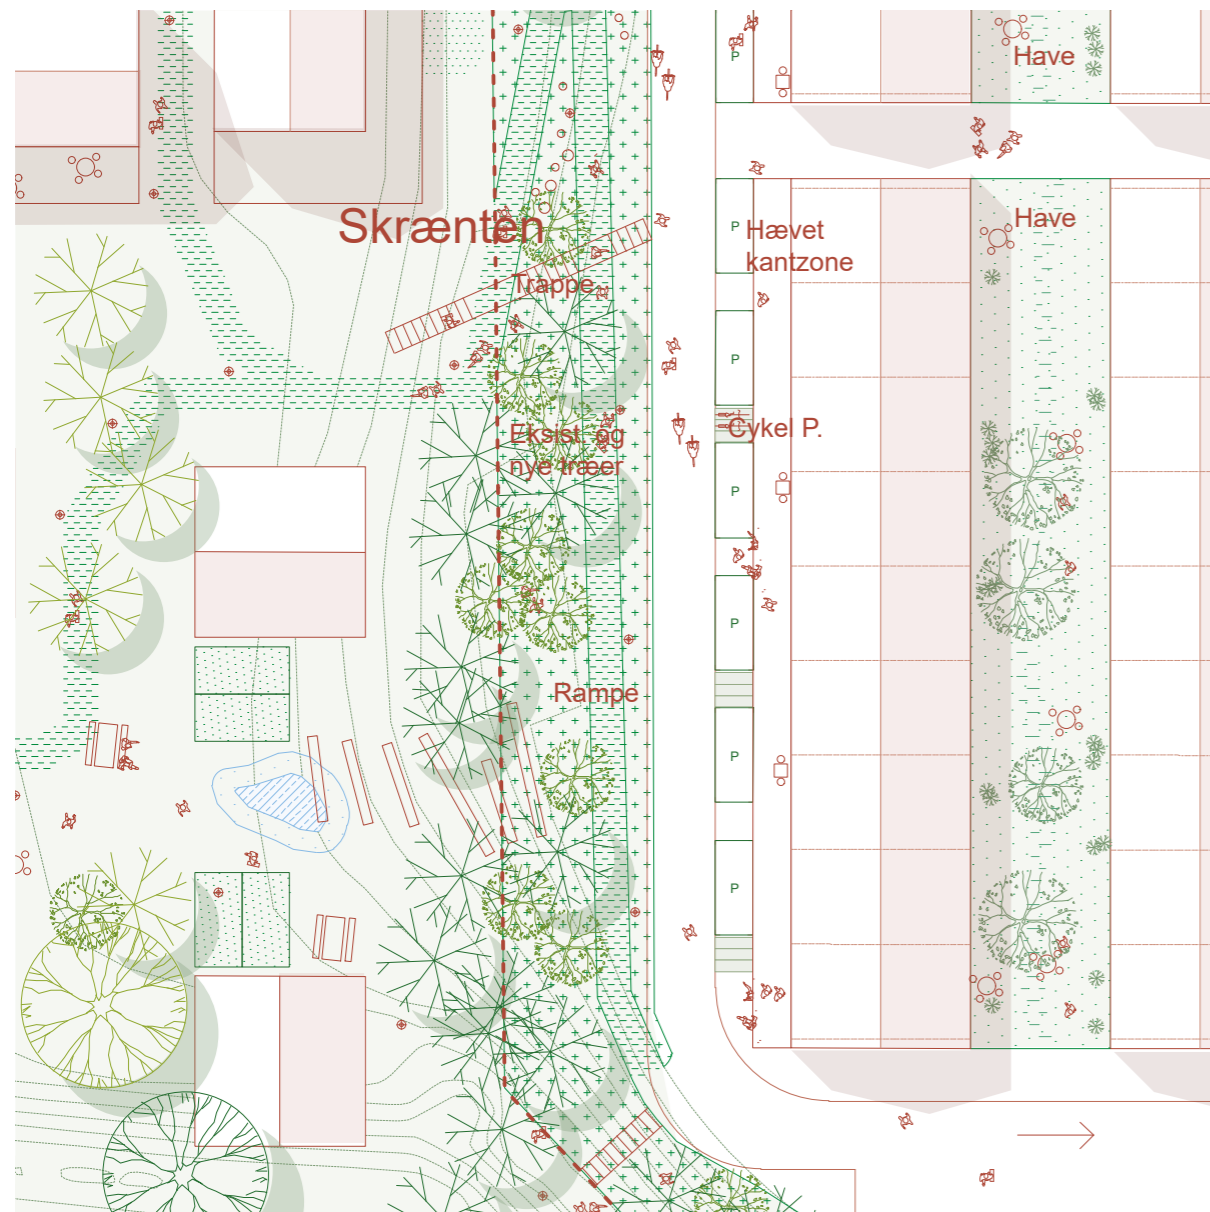 P
Have
Skrænten
P
Hævet
kantzone
Have
Trappe
P
Eksist. og
nye træer
Cykel P.
P
P
Rampe
P
P